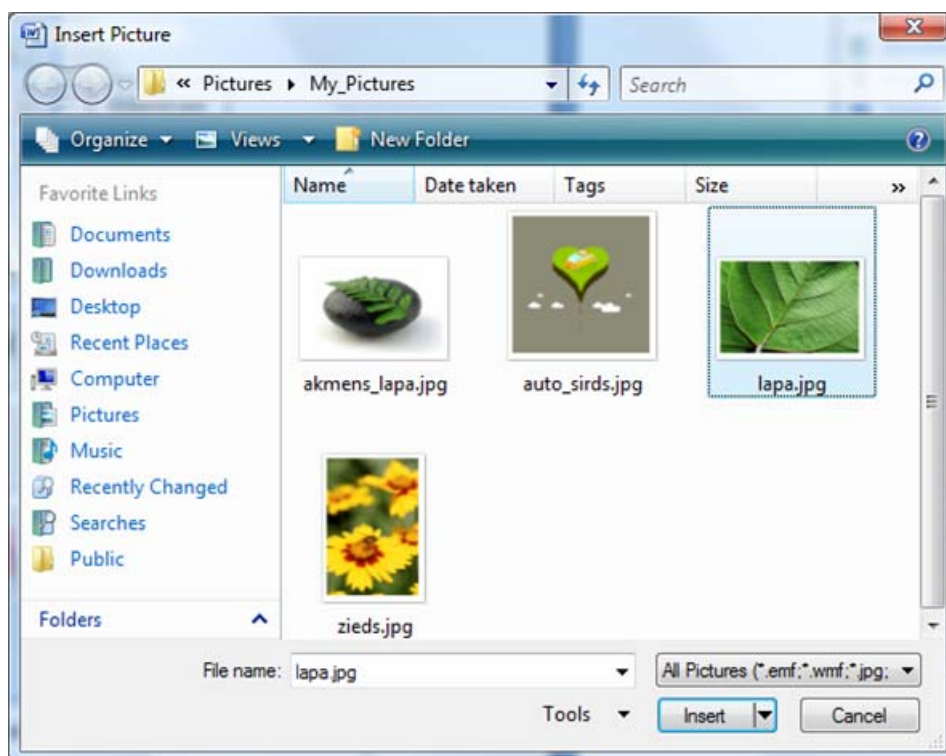 Insert Picture
« Pictures My_Pictures Search
Organize Views New Folder
Favorite Links
Documents
Downloads
Desktop
Recent Places
Computer
Pictures
Music
Recently Changed
Searches
Public
Folders
Name Date taken Tags Size »
akmens_lapa.jpg auto_sirds.jpg lapa.jpg
zieds.jpg
File name: lapa.jpg All Pictures (*.emf;*.wmf;*.jpg;
Tools Insert Cancel